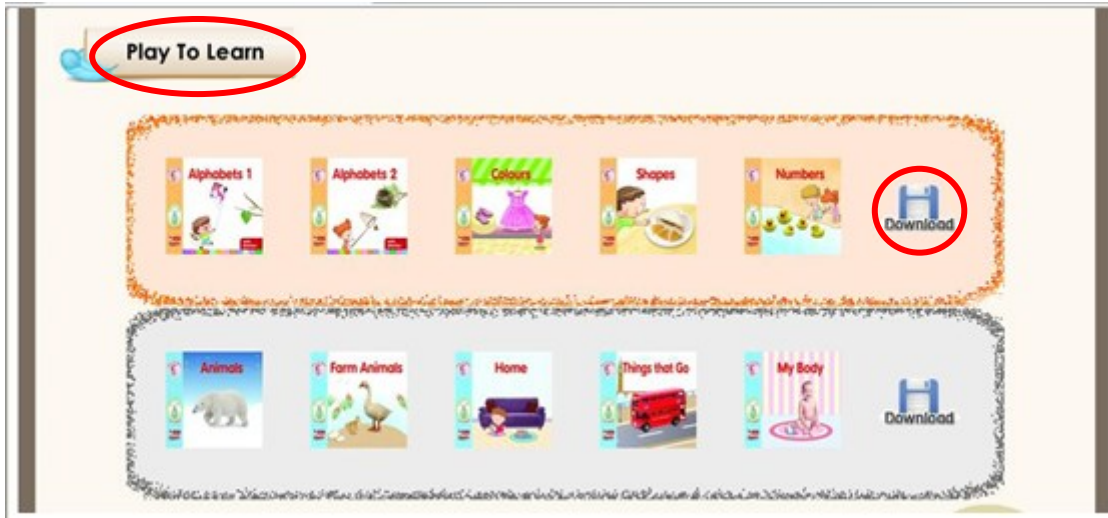 Play To Learn
Alphabets 1
Alphabets 2
Colours
Shapes
Numbers
Download
Animals
Farm Animals
Home
Things that Go
My Body
Download